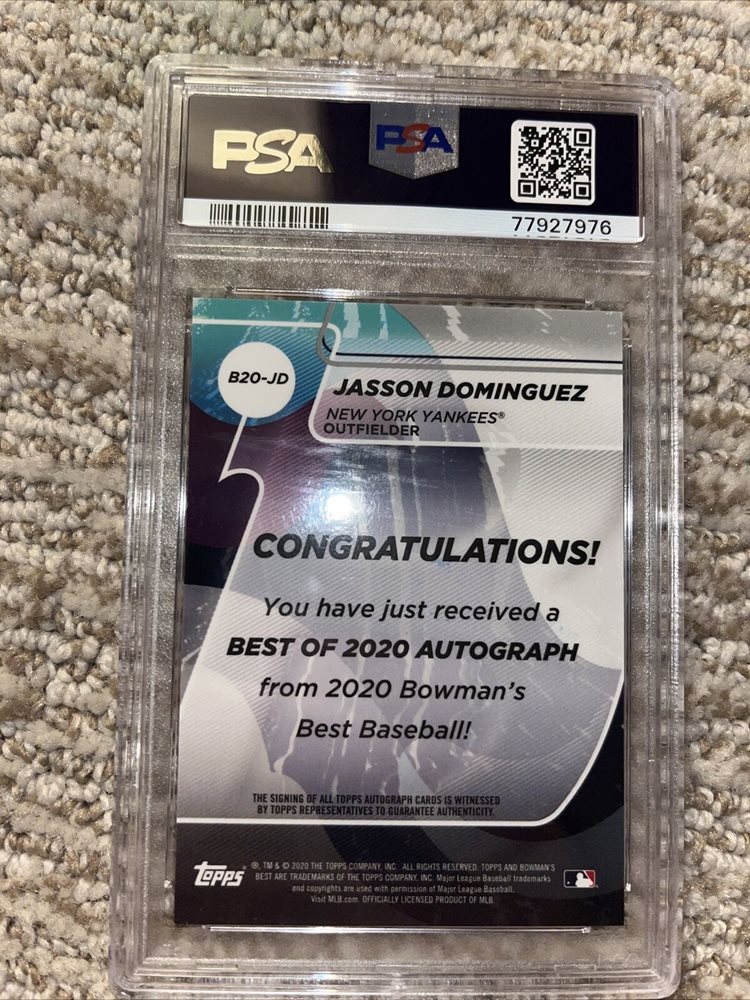 PSA
PSA
77927976
B20-JD
JASSON DOMINGUEZ
NEW YORK YANKEES®
OUTFIELDER
CONGRATULATIONS!
You have just received a
BEST OF 2020 AUTOGRAPH
from 2020 Bowman's
Best Baseball!
THE SIGNING OF ALL TOPPS AUTOGRAPH CARDS IS WITNESSED
BY TOPPS REPRESENTATIVES TO GUARANTEE AUTHENTICITY.
Topps
®, TM & © 2020 THE TOPPS COMPANY, INC. ALL RIGHTS RESERVED. TOPPS AND BOWMAN'S
BEST ARE TRADEMARKS OF THE TOPPS COMPANY, INC. Major League Baseball trademarks
and copyrights are used with permission of Major League Baseball.
Visit MLB.com. OFFICIALLY LICENSED PRODUCT OF MLB.